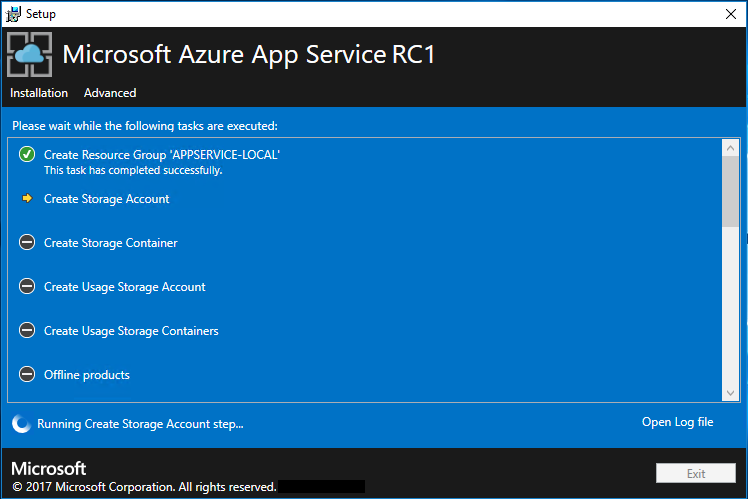 Setup
Microsoft Azure App Service RC1
Installation Advanced
Please wait while the following tasks are executed:
Create Resource Group 'APPSERVICE-LOCAL'
This task has completed successfully.
Create Storage Account
Create Storage Container
Create Usage Storage Account
Create Usage Storage Containers
Offline products
Running Create Storage Account step...
Open Log file
Microsoft
© 2017 Microsoft Corporation. All rights reserved.
Exit